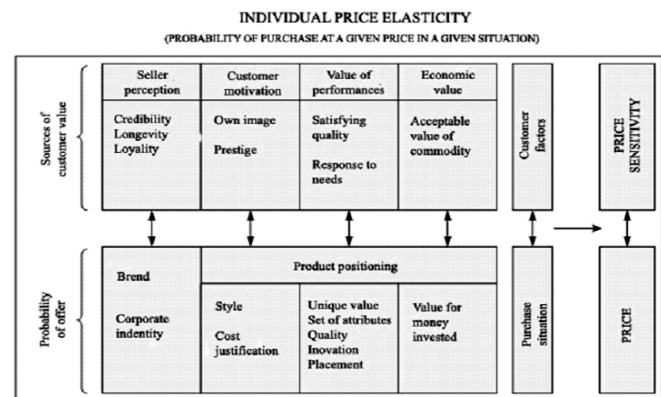 INDIVIDUAL PRICE ELASTICITY
(PROBABILITY OF PURCHASE AT A GIVEN PRICE IN A GIVEN SITUATION)
Sources of
customer value
Seller
perception
Credibility
Longevity
Loyality
Customer
motivation
Own image
Prestige
Value of
performances
Satisfying
quality
Response to
needs
Economic
value
Acceptable
value of
commodity
Customer
factors
PRICE
SENSITIVITY
Probability
of offer
Brend
Corporate
indentity
Product positioning
Style
Cost
justification
Unique value
Set of attributes
Quality
Inovation
Placement
Value for
money
invested
Purchase
situation
PRICE